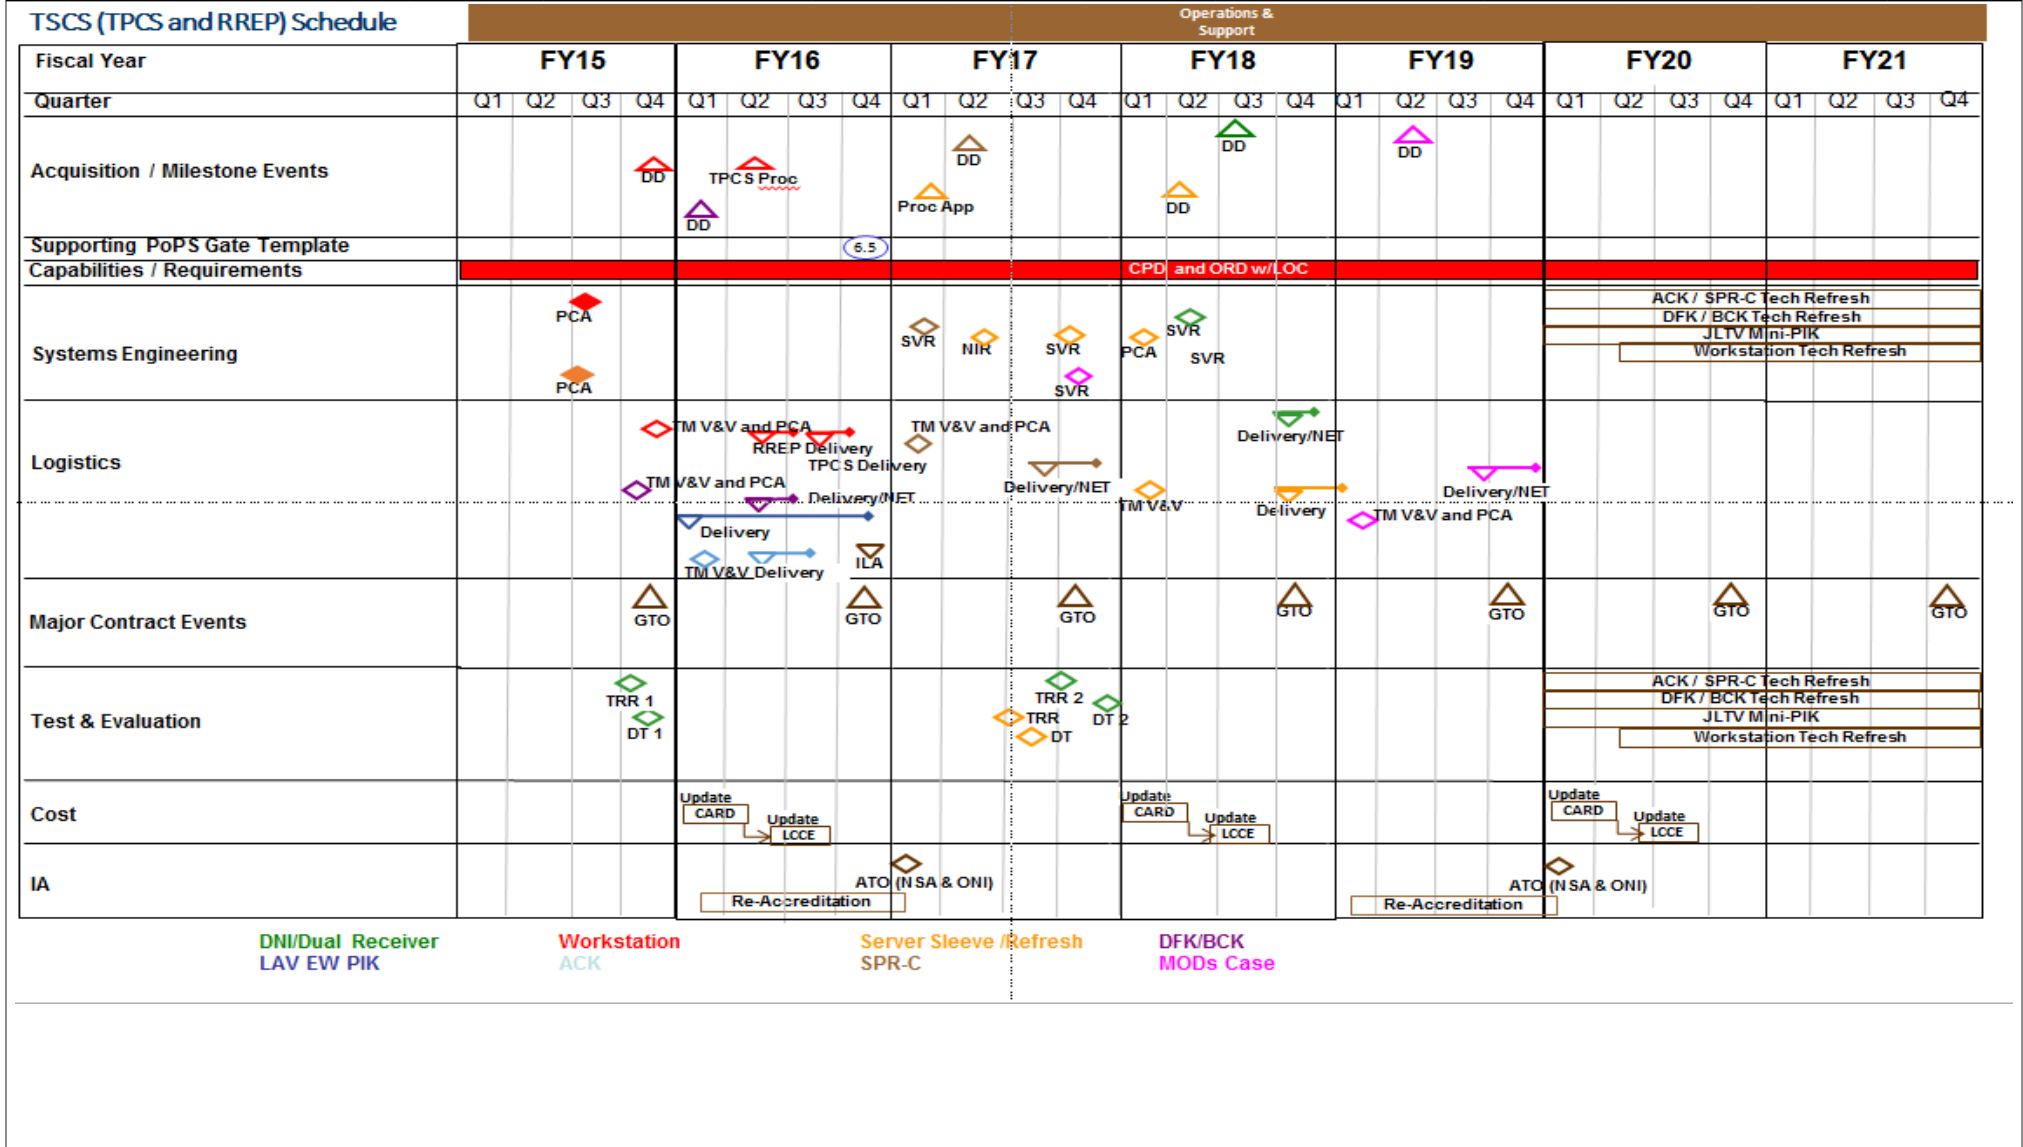 TSCS (TPCS and RREP) Schedule
Operations &
Support
Fiscal Year FY15 FY16 FY17 FY18 FY19 FY20 FY21
Quarter Q1 Q2 Q3 Q4 Q1 Q2 Q3 Q4 Q1 Q2 Q3 Q4 Q1 Q2 Q3 Q4 Q1 Q2 Q3 Q4 Q1 Q2 Q3 Q4 Q1 Q2 Q3 Q4
Acquisition / Milestone Events
DD
DD
DD
DD
TPCS Proc
Proc App
DD
DD
Supporting PoPS Gate Template
6.5
Capabilities / Requirements
CPD and ORD w/LOC
Systems Engineering
PCA
PCA
SVR
NIR
SVR
SVR
PCA
SVR
SVR
ACK / SPR-C Tech Refresh
DFK / BCK Tech Refresh
JLTV Mini-PIK
Workstation Tech Refresh
Logistics
TM V&V and PCA
RREP Delivery
TPCS Delivery
TM V&V and PCA
Delivery/NET
Delivery
TM V&V Delivery
ILA
TM V&V and PCA
Delivery/NET
TM V&V
Delivery/NET
Delivery
Delivery/NET
TM V&V and PCA
Major Contract Events
GTO GTO GTO GTO GTO GTO GTO
Test & Evaluation
TRR 1
DT 1
TRR 2
TRR
DT 2
DT
ACK / SPR-C Tech Refresh
DFK / BCK Tech Refresh
JLTV Mini-PIK
Workstation Tech Refresh
Cost
Update
CARD
Update
LCCE
Update
CARD
Update
LCCE
Update
CARD
Update
LCCE
IA
ATO (NSA & ONI)
Re-Accreditation
ATO (NSA & ONI)
Re-Accreditation
DNI/Dual Receiver Workstation Server Sleeve /Refresh DFK/BCK
LAV EW PIK ACK SPR-C MODs Case